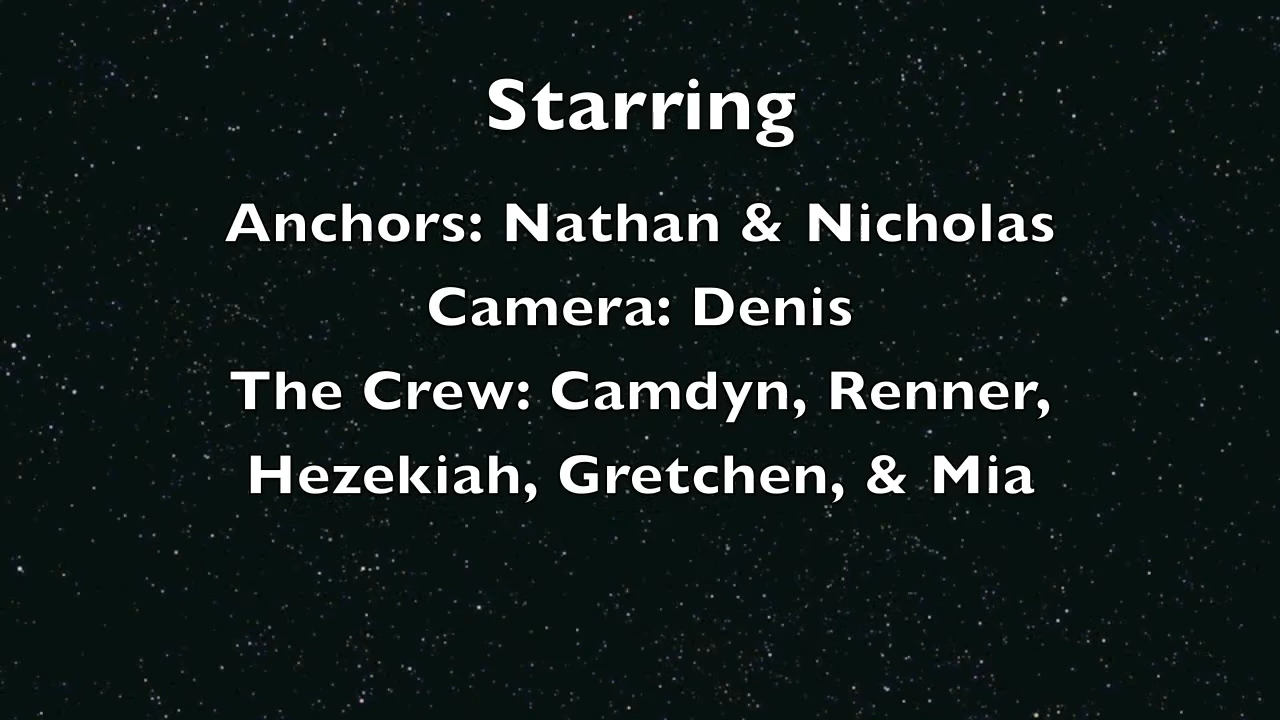 Starring
Anchors: Nathan & Nicholas
Camera: Denis
The Crew: Camdyn, Renner,
Hezekiah, Gretchen, & Mia